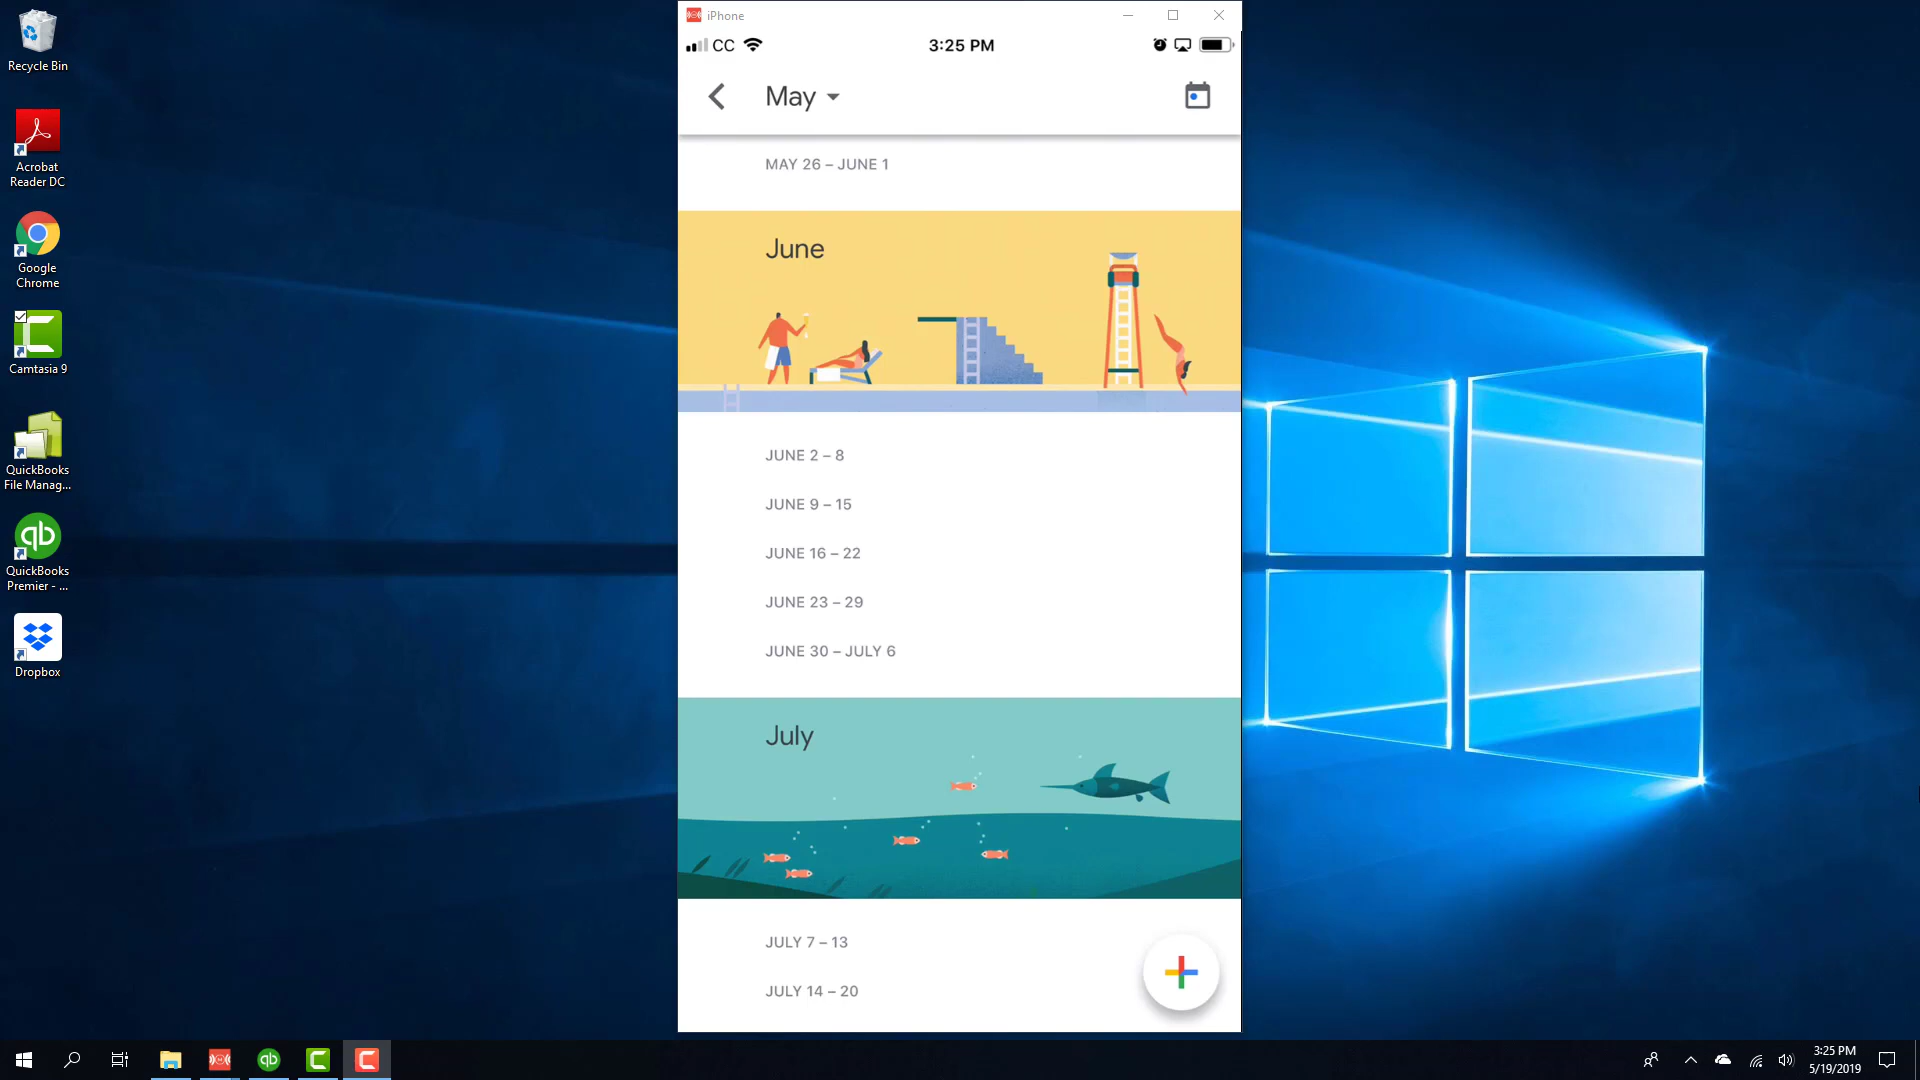 Recycle Bin
Acrobat
Reader DC
Google
Chrome
Camtasia 9
QuickBooks
File Manag...
qb
QuickBooks
Premier - ...
Dropbox
iPhone
CC
3:25 PM
May
MAY 26 – JUNE 1
June
JUNE 2 – 8
JUNE 9 – 15
JUNE 16 – 22
JUNE 23 – 29
JUNE 30 – JULY 6
July
JULY 7 – 13
JULY 14 – 20
qb
3:25 PM
5/19/2019